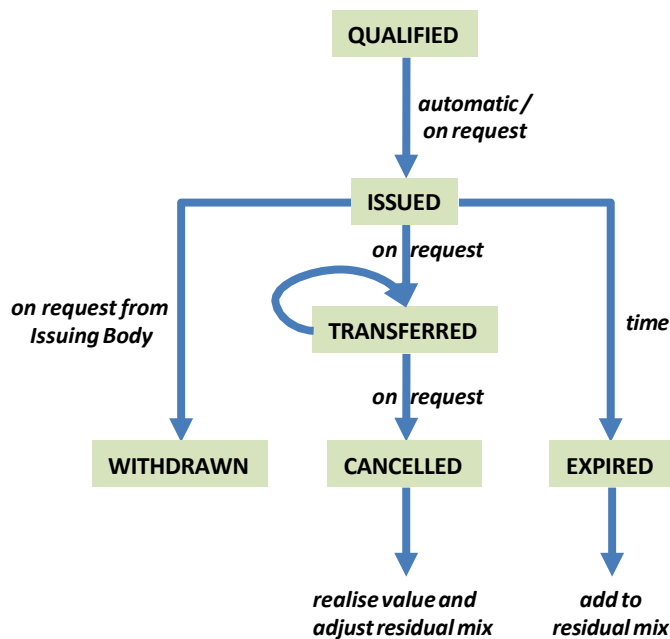 QUALIFIED
automatic /
on request
ISSUED
on request
on request from
Issuing Body
TRANSFERRED
time
on request
WITHDRAWN
CANCELLED
EXPIRED
realise value and
adjust residual mix
add to
residual mix